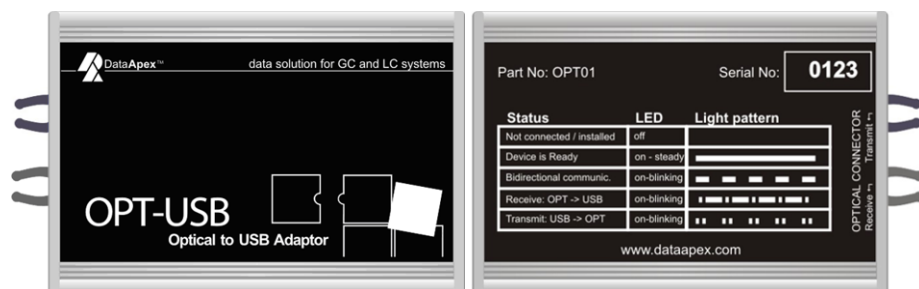 DataApex™ data solution for GC and LC systems
OPT-USB
Optical to USB Adaptor
Part No: OPT01 Serial No: 0123
Status LED Light pattern
Not connected / installed off
Device is Ready on - steady
Bidirectional communic. on-blinking
Receive: OPT -> USB on-blinking
Transmit: USB -> OPT on-blinking
www.dataapex.com
OPTICAL CONNECTOR
Receive ↰ Transmit ↰